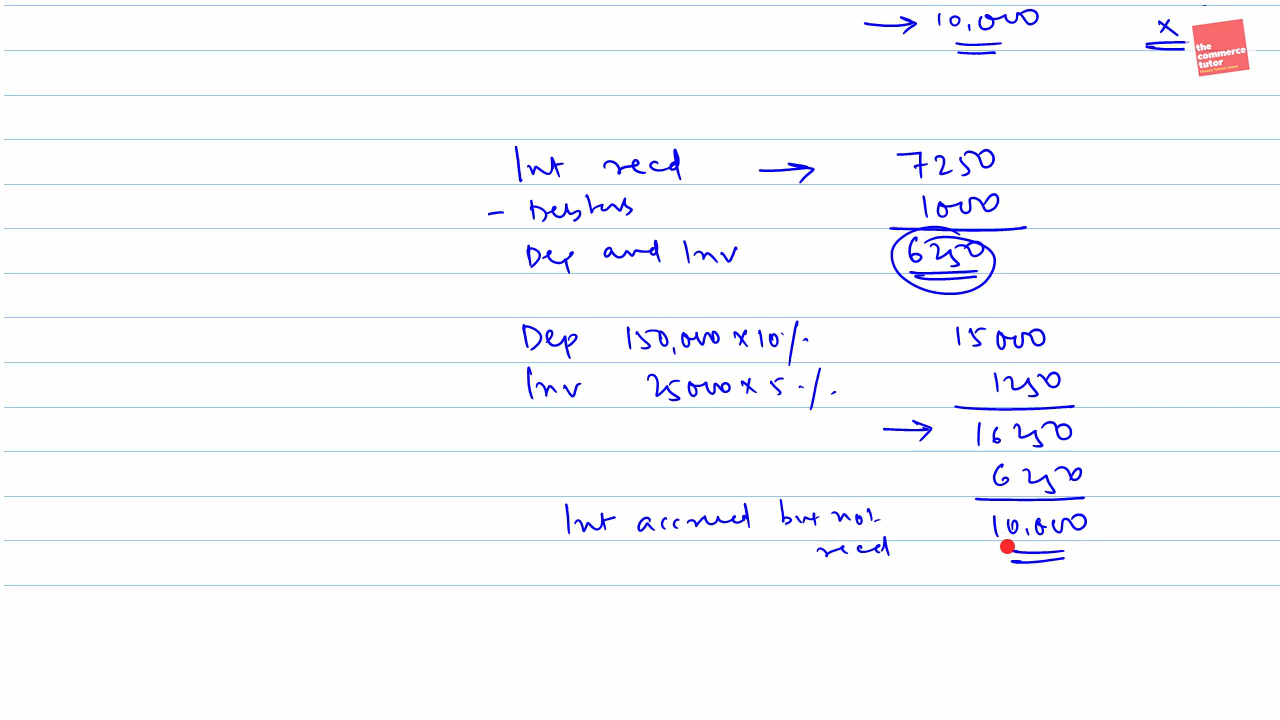 → 10,000 x
the
commerce
tutor
Int recd → 7250
- Debtors 1000
Dep and Inv 6250
Dep 150,000 x 10% 15000
Inv 25000 x 5% 1250
→ 16250
6250
Int accrued but not 10,000
recd